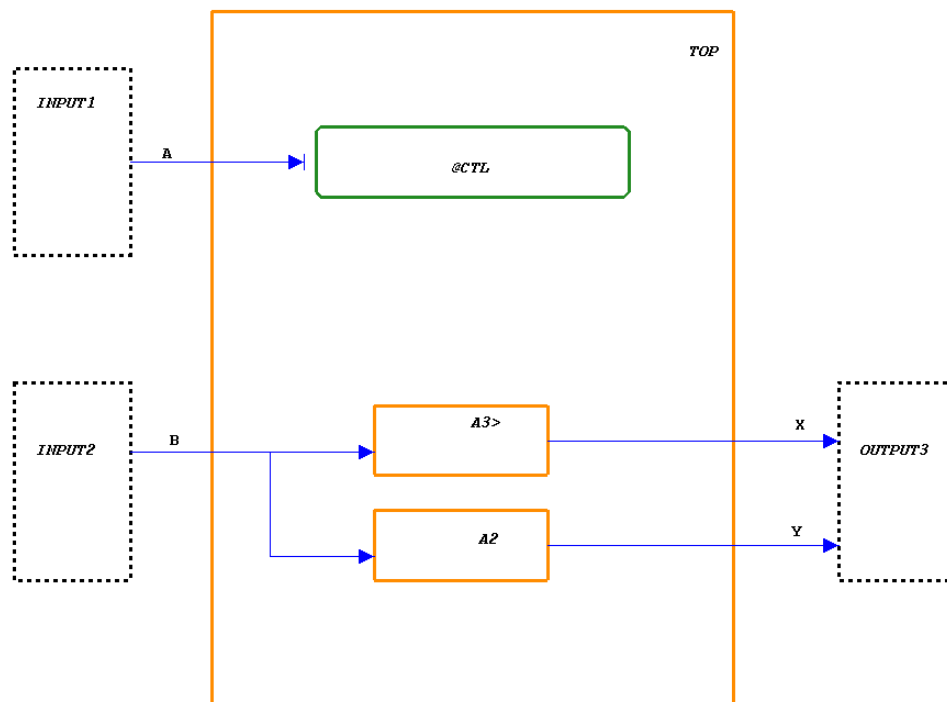 TOP
INPUT1
A
@CTL
A3>
X
INPUT2
B
OUTPUT3
A2
Y